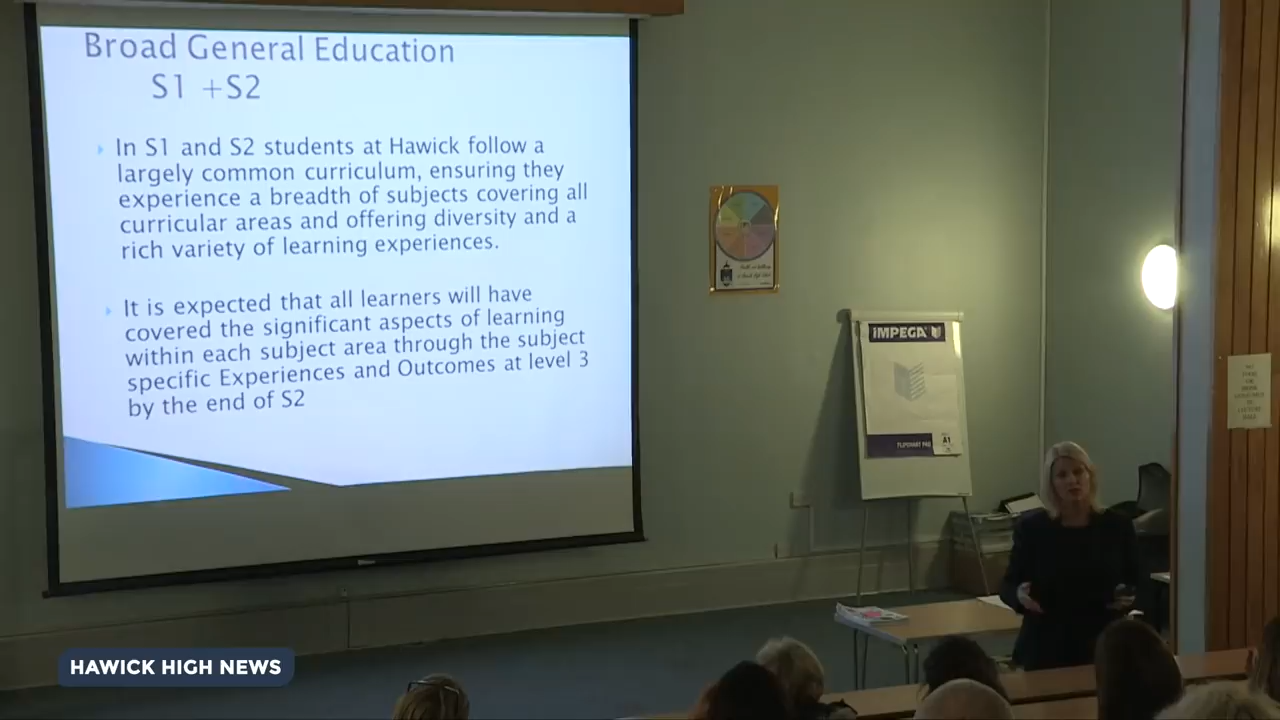 Broad General Education
S1 +S2
In S1 and S2 students at Hawick follow a
largely common curriculum, ensuring they
experience a breadth of subjects covering all
curricular areas and offering diversity and a
rich variety of learning experiences.
It is expected that all learners will have
covered the significant aspects of learning
within each subject area through the subject
specific Experiences and Outcomes at level 3
by the end of S2
IMPEGA
FLIPCHART PAD
A1
HAWICK HIGH NEWS